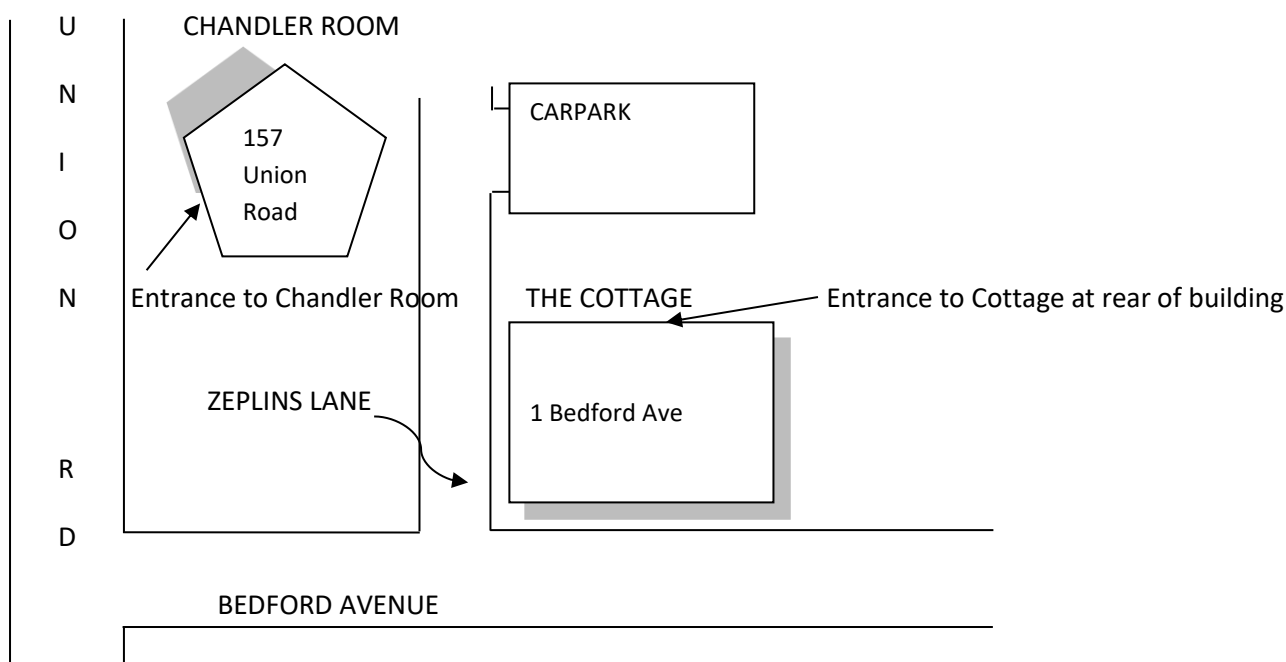 U
N
I
O
N
R
D
CHANDLER ROOM
157
Union
Road
CARPARK
Entrance to Chandler Room
THE COTTAGE
Entrance to Cottage at rear of building
ZEPLINS LANE
1 Bedford Ave
BEDFORD AVENUE